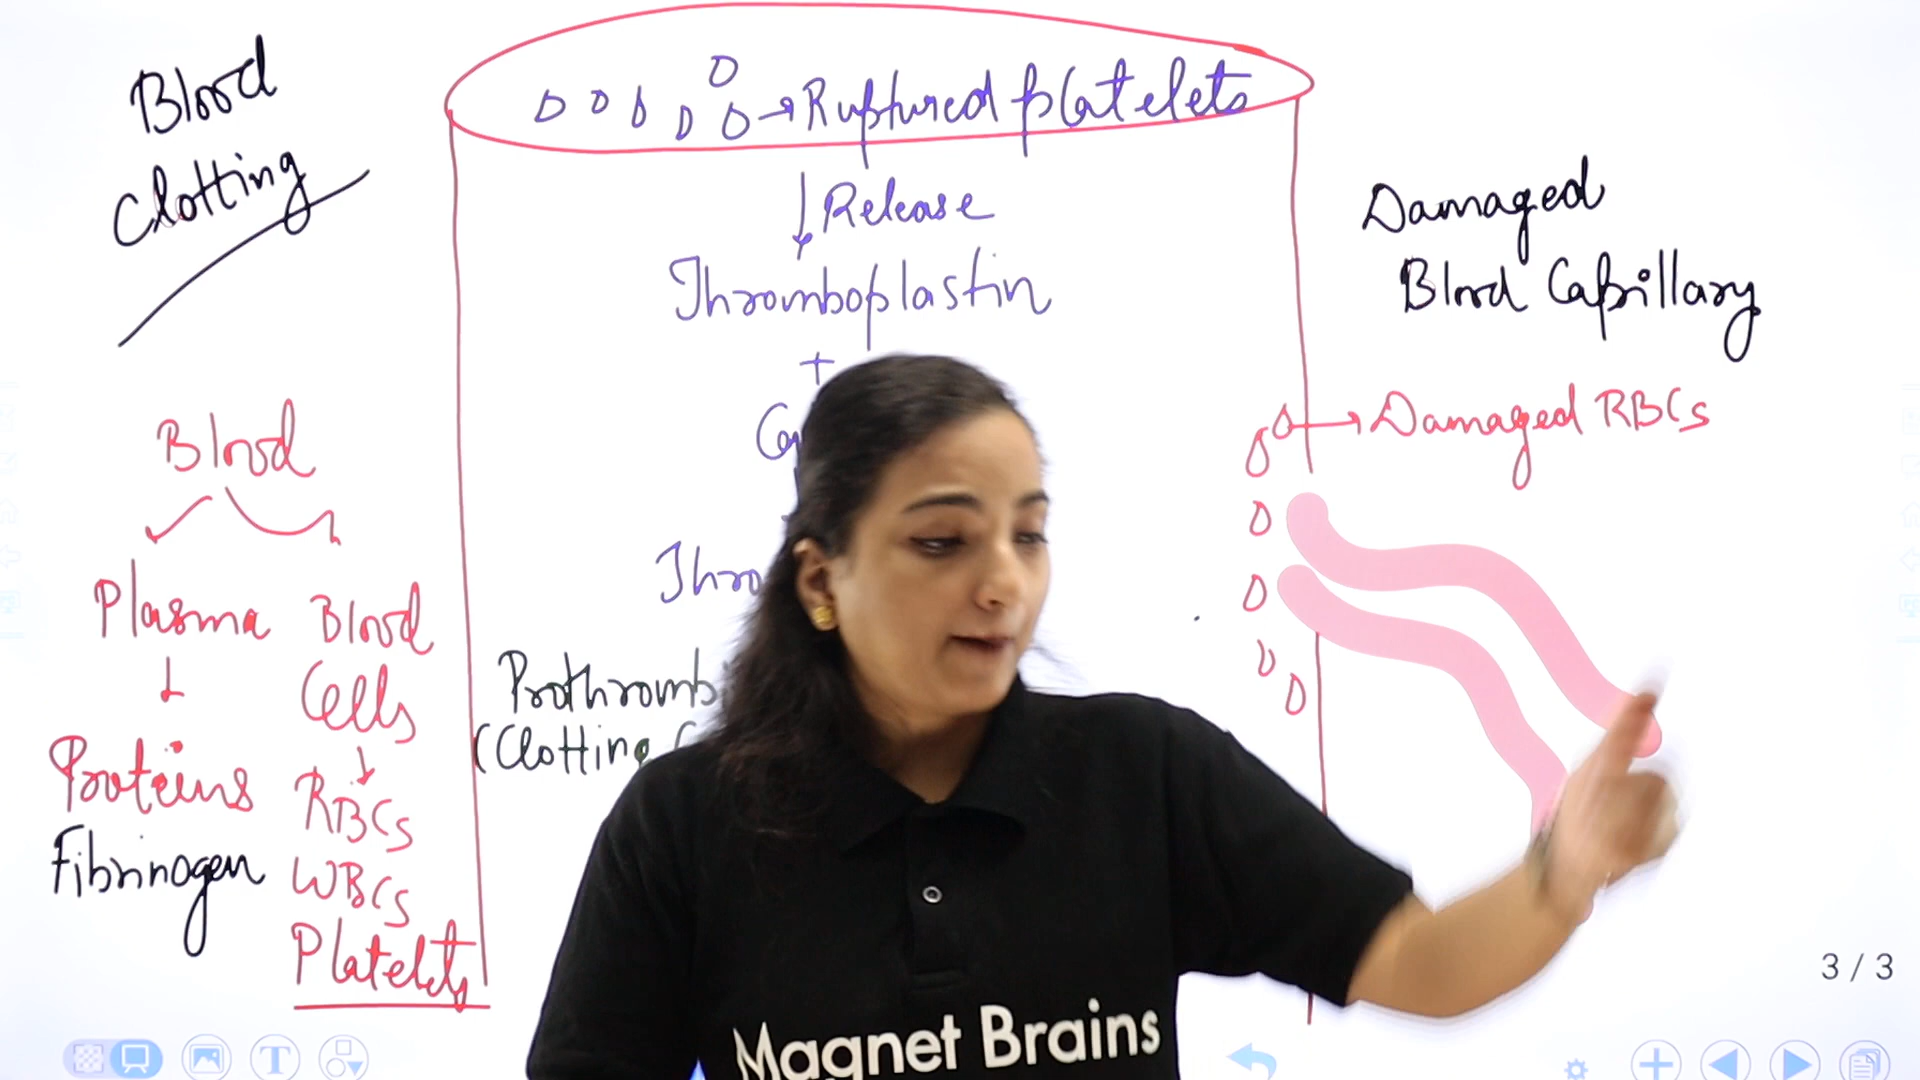 Blood
Clotting
Ruptured platelets
Release
Thromboplastin
+
Damaged
Blood Capillary
Damaged RBCs
Blood
Plasma
Blood
Cells
Proteins
Fibrinogen
RBCs
WBCs
Platelets
(Clotting
3 / 3
T
Magnet Brains